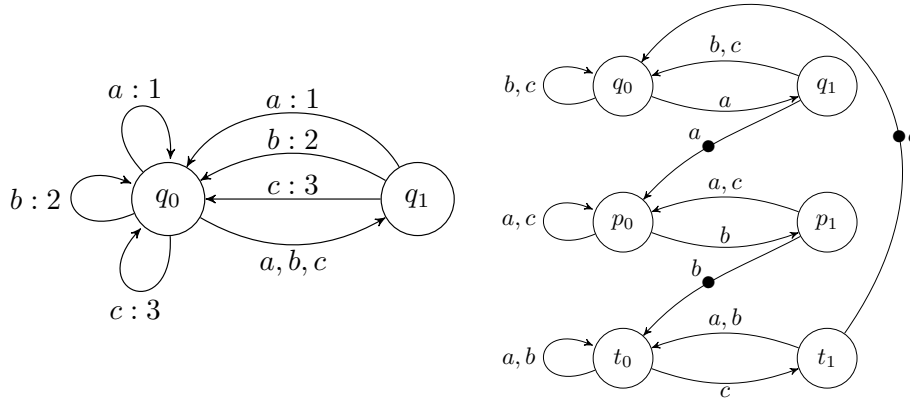 a : 1
a : 1
b : 2
b : 2
q₀
c : 3
q₁
c : 3
a, b, c
b, c
b, c
q₀
a
q₁
a
a, c
a, c
p₀
b
p₁
b
a, b
a, b
t₀
c
t₁